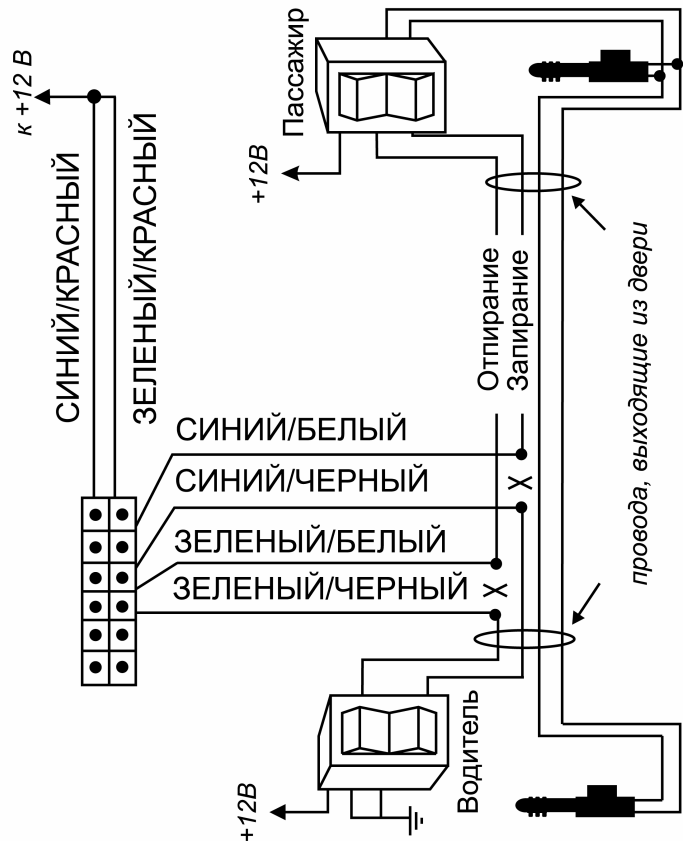 к +12 В
СИНИЙ/КРАСНЫЙ
ЗЕЛЕНЫЙ/КРАСНЫЙ
Пассажир
+12В
Отпирание
Запирание
провода, выходящие из двери
СИНИЙ/БЕЛЫЙ
СИНИЙ/ЧЕРНЫЙ
ЗЕЛЕНЫЙ/БЕЛЫЙ
ЗЕЛЕНЫЙ/ЧЕРНЫЙ
Водитель
+12В